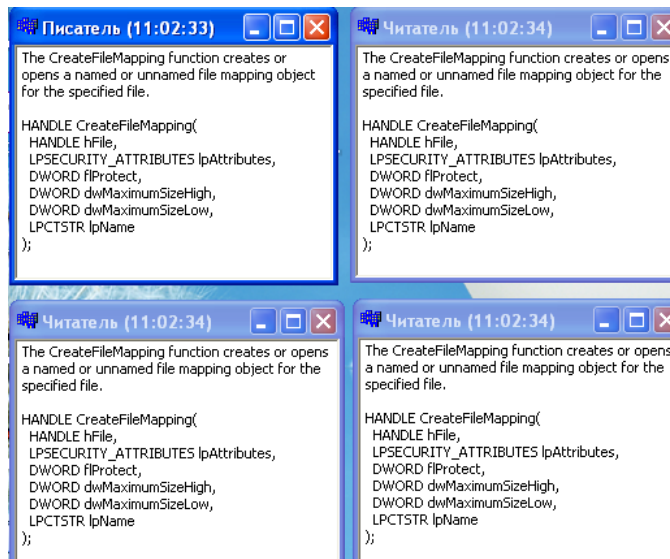 Писатель (11:02:33)
The CreateFileMapping function creates or
opens a named or unnamed file mapping object
for the specified file.
HANDLE CreateFileMapping(
HANDLE hFile,
LPSECURITY_ATTRIBUTES lpAttributes,
DWORD flProtect,
DWORD dwMaximumSizeHigh,
DWORD dwMaximumSizeLow,
LPCTSTR lpName
);
Читатель (11:02:34)
The CreateFileMapping function creates or opens
a named or unnamed file mapping object for the
specified file.
HANDLE CreateFileMapping(
HANDLE hFile,
LPSECURITY_ATTRIBUTES lpAttributes,
DWORD flProtect,
DWORD dwMaximumSizeHigh,
DWORD dwMaximumSizeLow,
LPCTSTR lpName
);
Читатель (11:02:34)
The CreateFileMapping function creates or opens
a named or unnamed file mapping object for the
specified file.
HANDLE CreateFileMapping(
HANDLE hFile,
LPSECURITY_ATTRIBUTES lpAttributes,
DWORD flProtect,
DWORD dwMaximumSizeHigh,
DWORD dwMaximumSizeLow,
LPCTSTR lpName
);
Читатель (11:02:34)
The CreateFileMapping function creates or opens
a named or unnamed file mapping object for the
specified file.
HANDLE CreateFileMapping(
HANDLE hFile,
LPSECURITY_ATTRIBUTES lpAttributes,
DWORD flProtect,
DWORD dwMaximumSizeHigh,
DWORD dwMaximumSizeLow,
LPCTSTR lpName
);